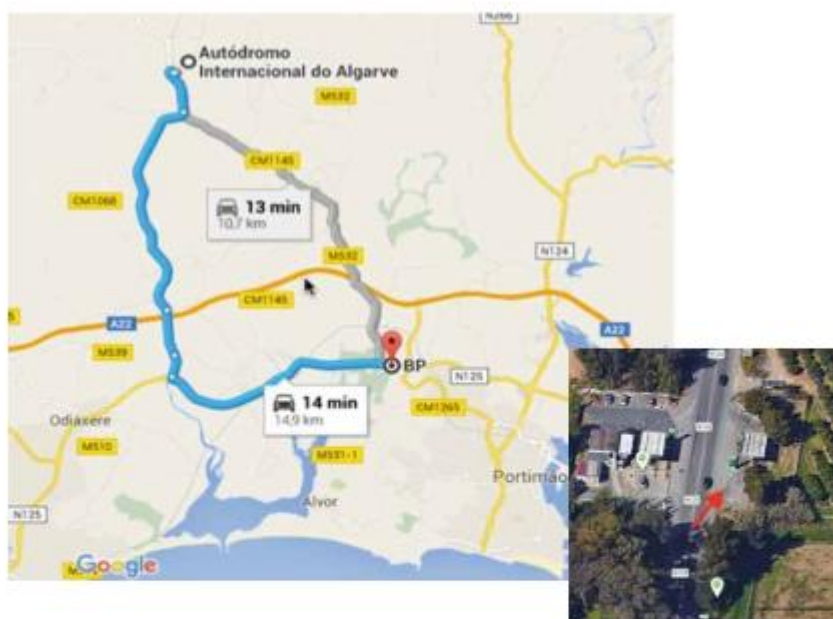 N266
Autódromo
Internacional do Algarve
M532
CM1145
CM1068
13 min
10,7 km
N124
M532
CM1145
A22
A22
M539
BP
N125
14 min
14,9 km
CM1265
Odiáxere
M510
M531-1
Portimão
Alvor
N125
Google